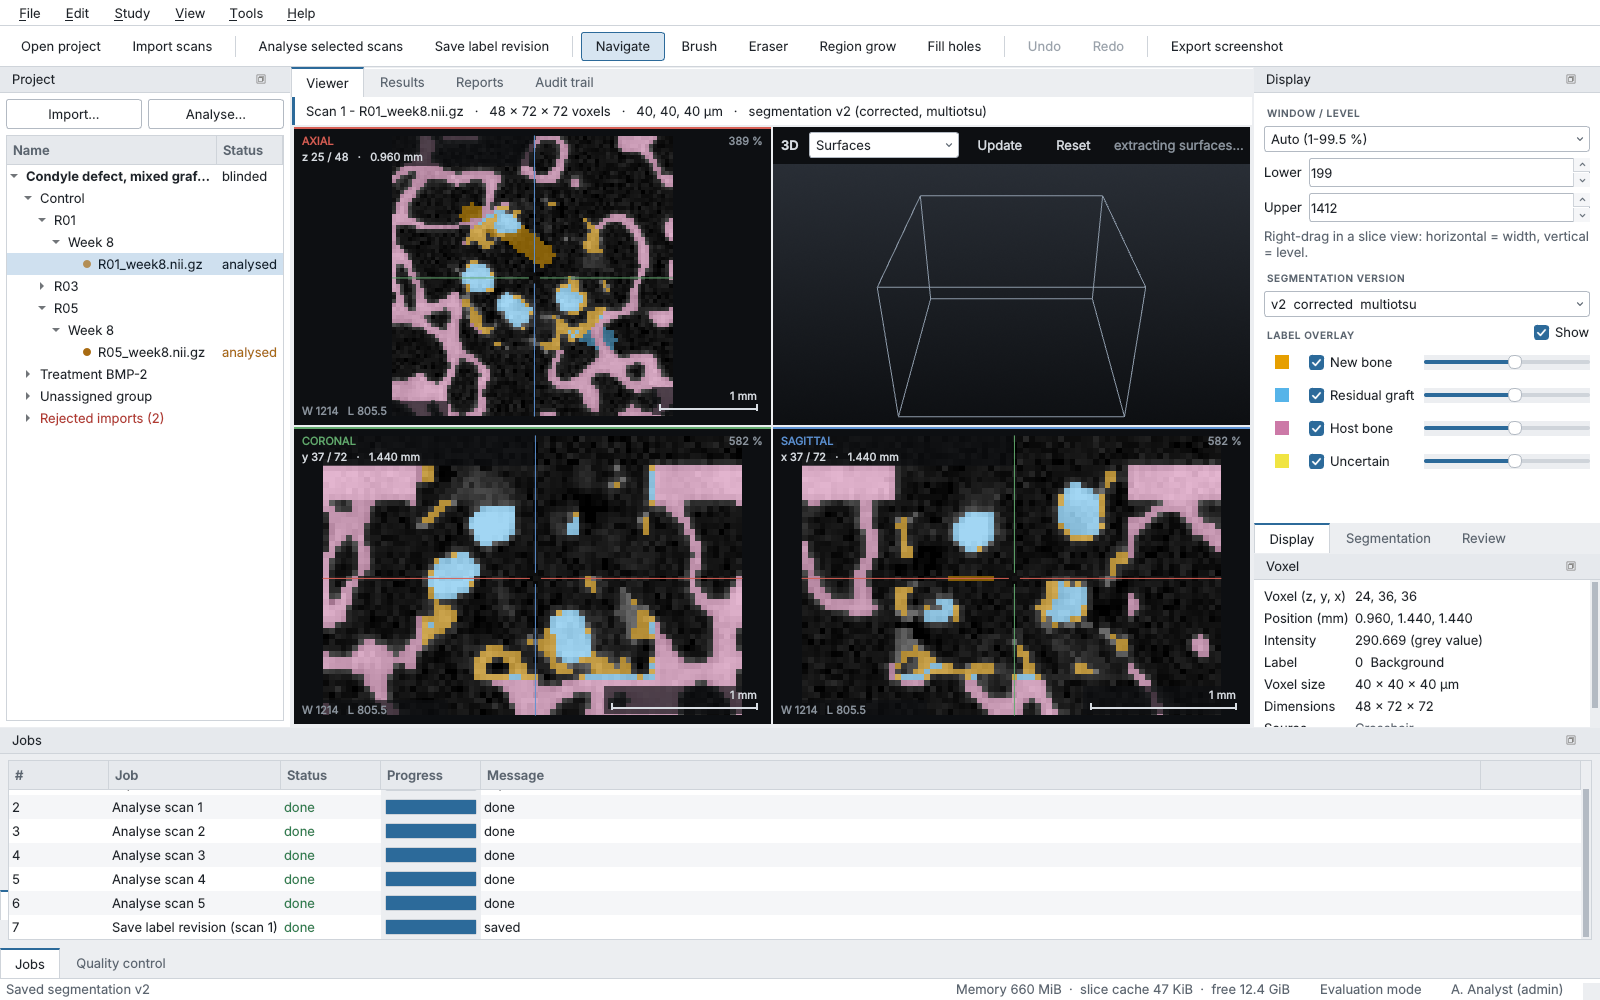 File Edit Study View Tools Help
Open project Import scans Analyse selected scans Save label revision Navigate Brush Eraser Region grow Fill holes Undo Redo Export screenshot
Project
Import... Analyse...
Name Status
Condyle defect, mixed graf... blinded
Control
R01
Week 8
R01_week8.nii.gz analysed
R03
R05
Week 8
R05_week8.nii.gz analysed
Treatment BMP-2
Unassigned group
Rejected imports (2)
Viewer Results Reports Audit trail
Scan 1 - R01_week8.nii.gz · 48 × 72 × 72 voxels · 40, 40, 40 µm · segmentation v2 (corrected, multiotsu)
AXIAL 389 %
z 25 / 48 · 0.960 mm
1 mm
W 1214 L 805.5
3D Surfaces Update Reset extracting surfaces...
CORONAL 582 %
y 37 / 72 · 1.440 mm
1 mm
W 1214 L 805.5
SAGITTAL 582 %
x 37 / 72 · 1.440 mm
1 mm
W 1214 L 805.5
Display
WINDOW / LEVEL
Auto (1-99.5 %)
Lower 199
Upper 1412
Right-drag in a slice view: horizontal = width, vertical
= level.
SEGMENTATION VERSION
v2 corrected multiotsu
LABEL OVERLAY Show
New bone
Residual graft
Host bone
Uncertain
Display Segmentation Review
Voxel
Voxel (z, y, x) 24, 36, 36
Position (mm) 0.960, 1.440, 1.440
Intensity 290.669 (grey value)
Label 0 Background
Voxel size 40 × 40 × 40 µm
Dimensions 48 × 72 × 72
Jobs
# Job Status Progress Message
2 Analyse scan 1 done done
3 Analyse scan 2 done done
4 Analyse scan 3 done done
5 Analyse scan 4 done done
6 Analyse scan 5 done done
7 Save label revision (scan 1) done saved
Jobs Quality control
Saved segmentation v2 Memory 660 MiB · slice cache 47 KiB · free 12.4 GiB Evaluation mode A. Analyst (admin)